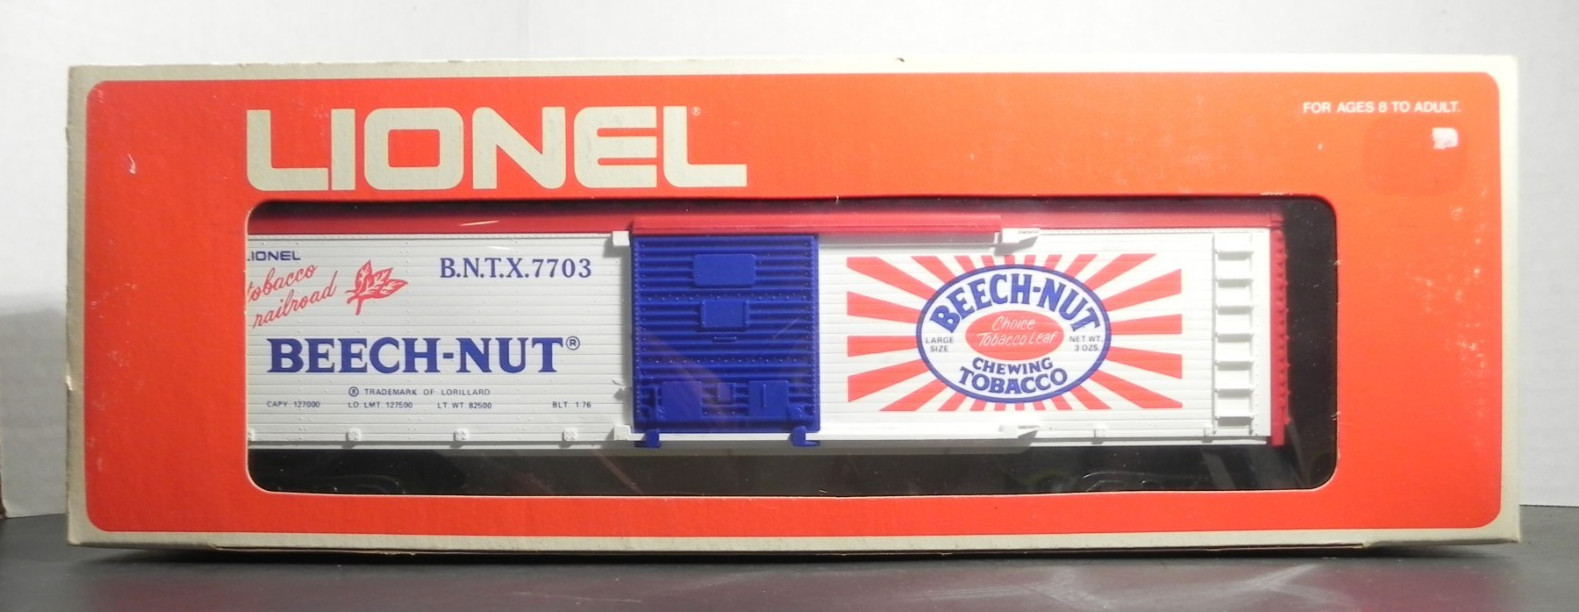 LIONEL®
FOR AGES 8 TO ADULT.
LIONEL
tobacco
railroad
B.N.T.X.7703
BEECH-NUT®
® TRADEMARK OF LORILLARD
CAPY 127000 LD LMT 127500 LT WT 82500 BLT 1 76
BEECH-NUT
Choice
Tobacco Leaf
LARGE
SIZE
NET WT.
3 OZS.
CHEWING
TOBACCO